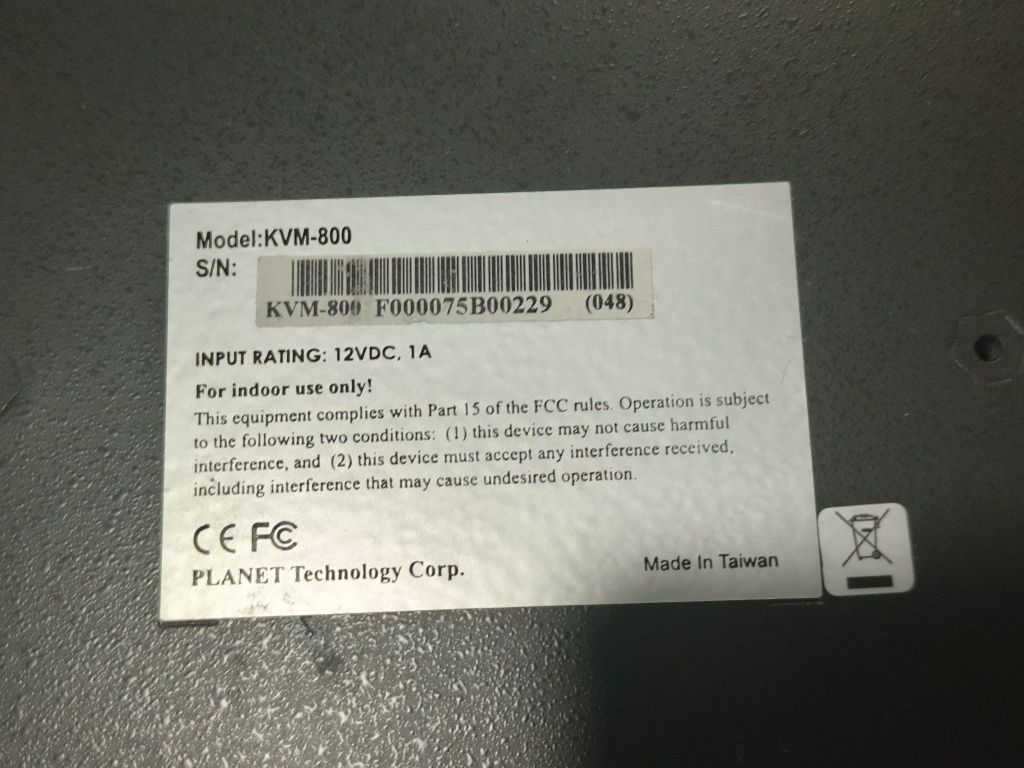 Model:KVM-800
S/N:
KVM-800 F000075B00229 (048)
INPUT RATING: 12VDC, 1A
For indoor use only!
This equipment complies with Part 15 of the FCC rules. Operation is subject
to the following two conditions: (1) this device may not cause harmful
interference, and (2) this device must accept any interference received,
including interference that may cause undesired operation.
CE FC
PLANET Technology Corp.
Made In Taiwan